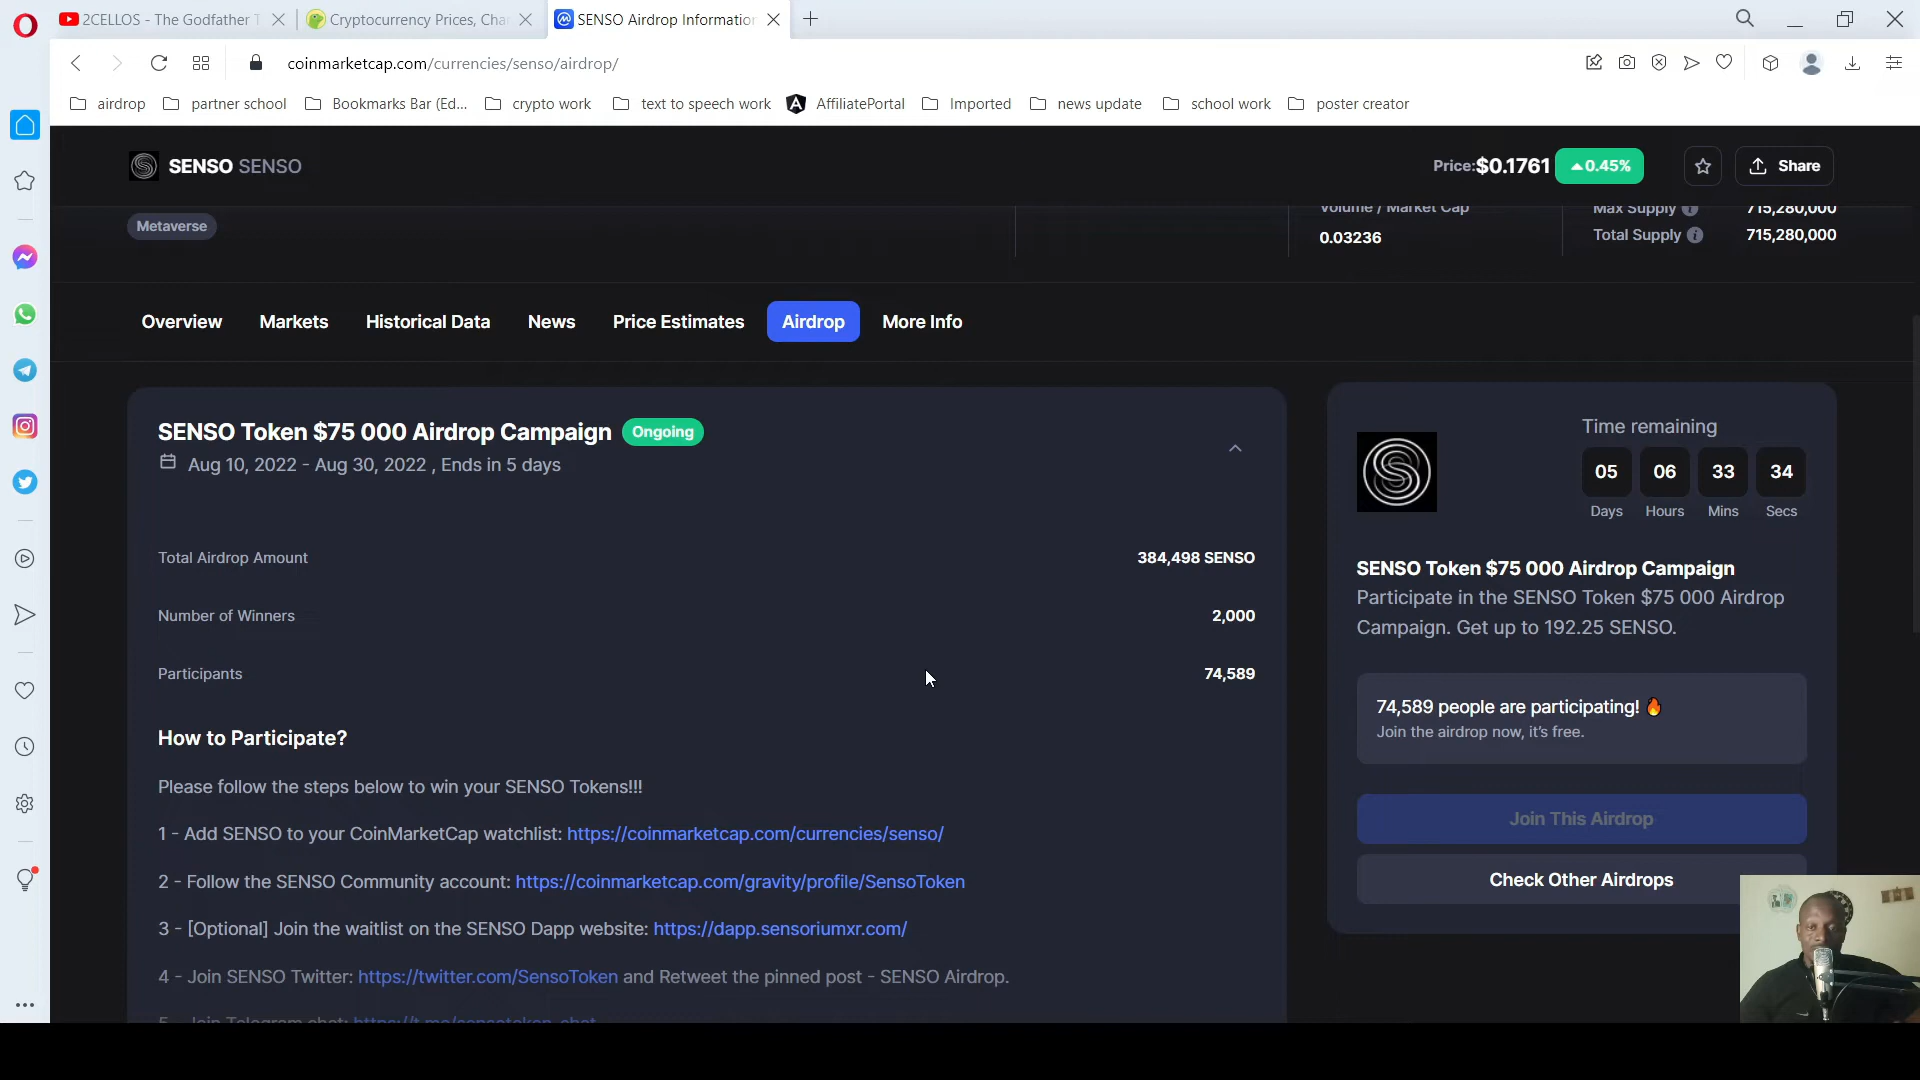 2CELLOS - The Godfather T
Cryptocurrency Prices, Cha
SENSO Airdrop Information
coinmarketcap.com/currencies/senso/airdrop/
airdrop
partner school
Bookmarks Bar (Ed...
crypto work
text to speech work
AffiliatePortal
Imported
news update
school work
poster creator
SENSO SENSO
Price:$0.1761
0.45%
Share
Metaverse
Volume / Market Cap
0.03236
Max Supply 715,280,000
Total Supply 715,280,000
Overview
Markets
Historical Data
News
Price Estimates
Airdrop
More Info
SENSO Token $75 000 Airdrop Campaign Ongoing
Aug 10, 2022 - Aug 30, 2022 , Ends in 5 days
Total Airdrop Amount 384,498 SENSO
Number of Winners 2,000
Participants 74,589
How to Participate?
Please follow the steps below to win your SENSO Tokens!!!
1 - Add SENSO to your CoinMarketCap watchlist: https://coinmarketcap.com/currencies/senso/
2 - Follow the SENSO Community account: https://coinmarketcap.com/gravity/profile/SensoToken
3 - [Optional] Join the waitlist on the SENSO Dapp website: https://dapp.sensoriumxr.com/
4 - Join SENSO Twitter: https://twitter.com/SensoToken and Retweet the pinned post - SENSO Airdrop.
5 - Join Telegram chat: https://t.me/sensotoken_chat
Time remaining
05 06 33 34
Days Hours Mins Secs
SENSO Token $75 000 Airdrop Campaign
Participate in the SENSO Token $75 000 Airdrop
Campaign. Get up to 192.25 SENSO.
74,589 people are participating! 🔥
Join the airdrop now, it's free.
Join This Airdrop
Check Other Airdrops